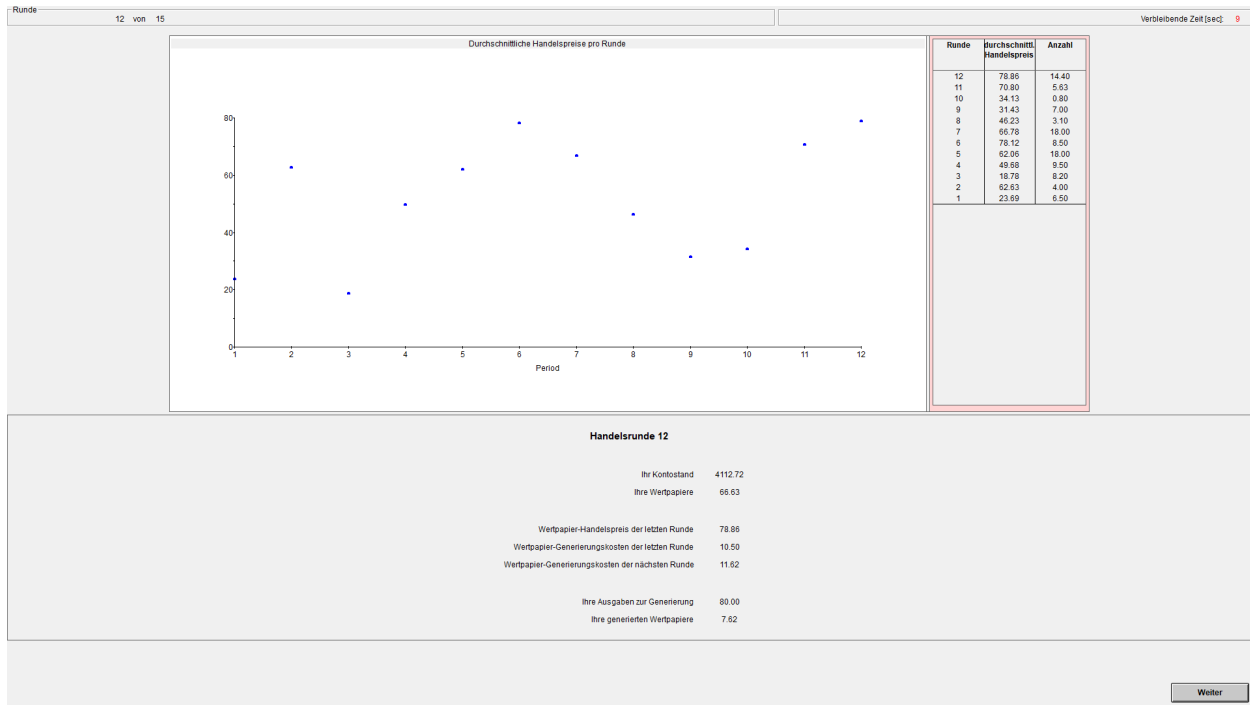 Runde
12 von 15
Verbleibende Zeit [sec]: 9
Durchschnittliche Handelspreise pro Runde
80
60
40
20
0
1 2 3 4 5 6 7 8 9 10 11 12
Period
Runde durchschnittl. Handelspreis Anzahl
12 78.86 14.40
11 70.80 5.63
10 34.13 0.80
9 31.43 7.00
8 46.23 3.10
7 66.78 18.00
6 78.12 8.50
5 62.06 18.00
4 49.68 9.50
3 18.78 8.20
2 62.63 4.00
1 23.69 6.50
Handelsrunde 12
Ihr Kontostand 4112.72
Ihre Wertpapiere 66.63
Wertpapier-Handelspreis der letzten Runde 78.86
Wertpapier-Generierungskosten der letzten Runde 10.50
Wertpapier-Generierungskosten der nächsten Runde 11.62
Ihre Ausgaben zur Generierung 80.00
Ihre generierten Wertpapiere 7.62
Weiter